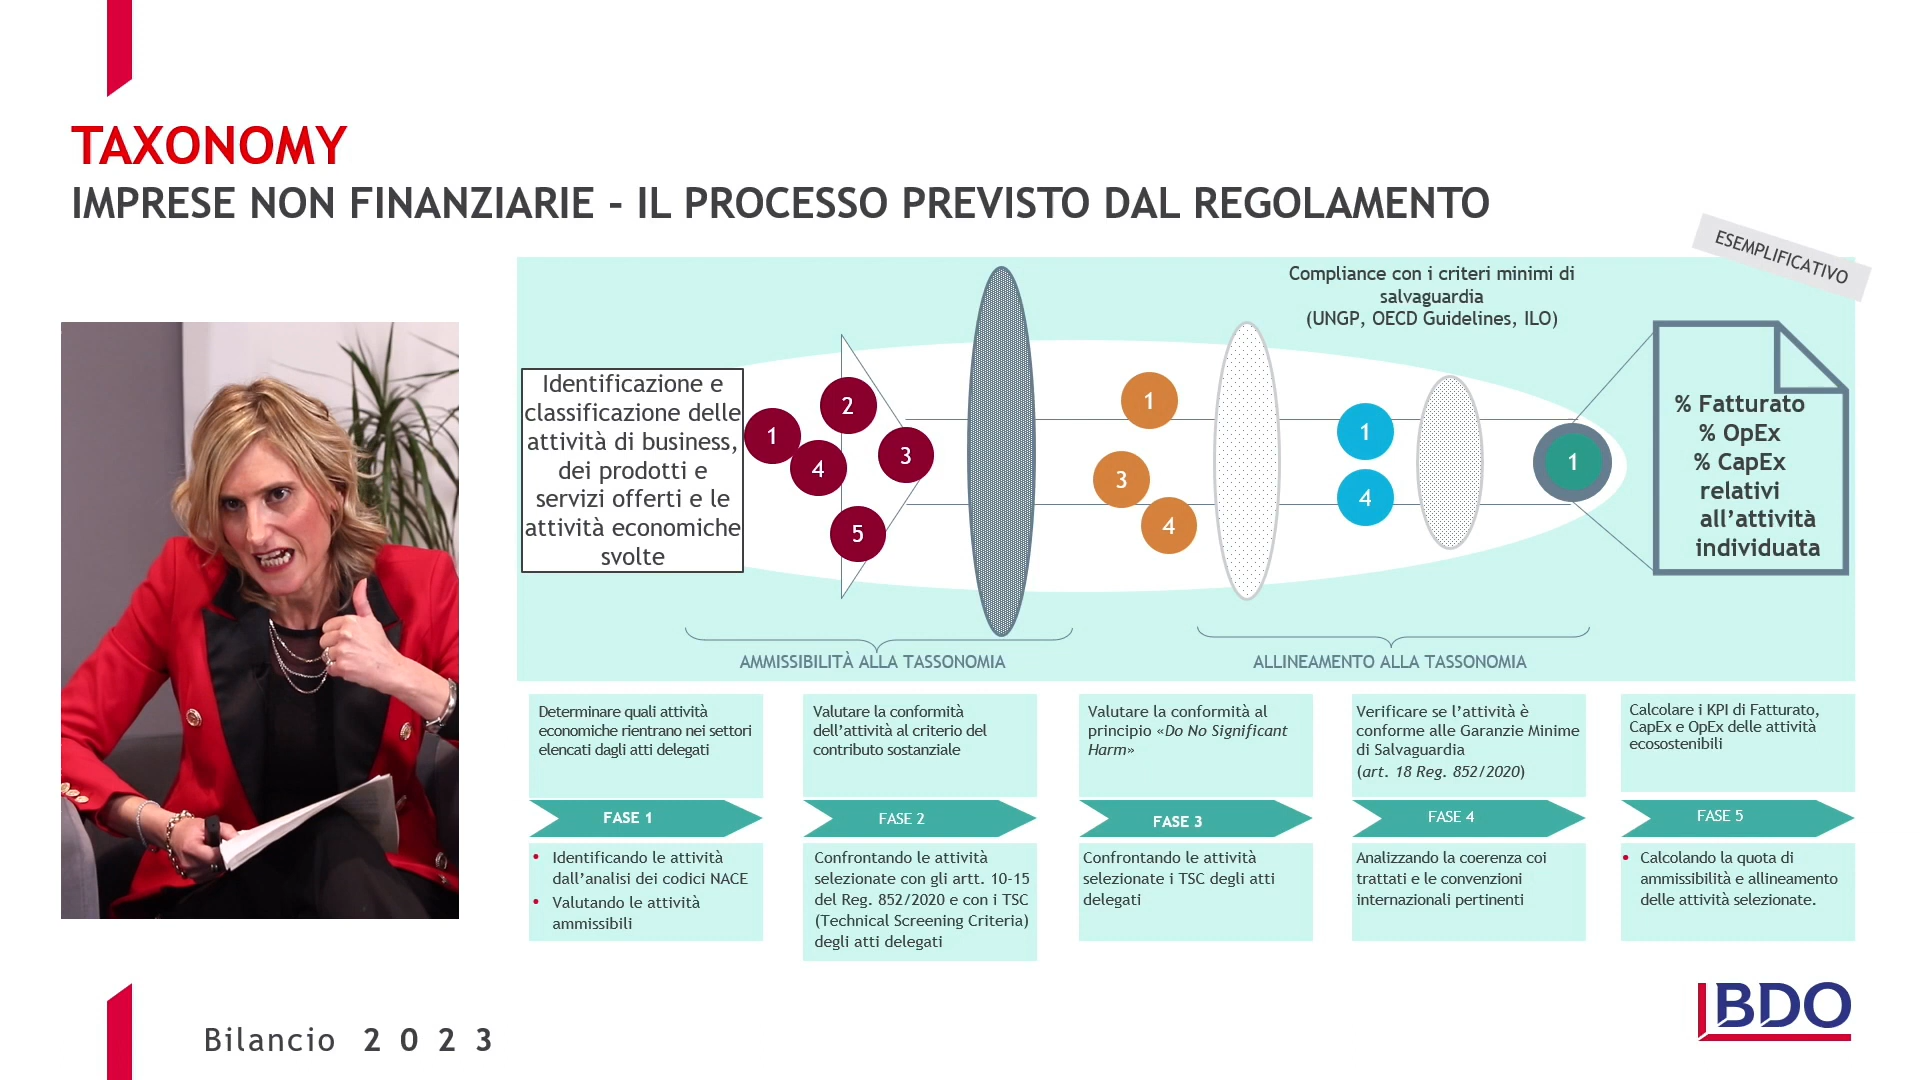 TAXONOMY
IMPRESE NON FINANZIARIE - IL PROCESSO PREVISTO DAL REGOLAMENTO
ESEMPLIFICATIVO
Compliance con i criteri minimi di
salvaguardia
(UNGP, OECD Guidelines, ILO)
Identificazione e
classificazione delle
attività di business,
dei prodotti e
servizi offerti e le
attività economiche
svolte
1
2
4
3
5
1
3
4
1
4
1
% Fatturato
% OpEx
% CapEx
relativi
all’attività
individuata
AMMISSIBILITÀ ALLA TASSONOMIA
ALLINEAMENTO ALLA TASSONOMIA
Determinare quali attività
economiche rientrano nei settori
elencati dagli atti delegati
FASE 1
• Identificando le attività
dall’analisi dei codici NACE
• Valutando le attività
ammissibili
Valutare la conformità
dell’attività al criterio del
contributo sostanziale
FASE 2
Confrontando le attività
selezionate con gli artt. 10-15
del Reg. 852/2020 e con i TSC
(Technical Screening Criteria)
degli atti delegati
Valutare la conformità al
principio «Do No Significant
Harm»
FASE 3
Confrontando le attività
selezionate i TSC degli atti
delegati
Verificare se l’attività è
conforme alle Garanzie Minime
di Salvaguardia
(art. 18 Reg. 852/2020)
FASE 4
Analizzando la coerenza coi
trattati e le convenzioni
internazionali pertinenti
Calcolare i KPI di Fatturato,
CapEx e OpEx delle attività
ecosostenibili
FASE 5
• Calcolando la quota di
ammissibilità e allineamento
delle attività selezionate.
Bilancio 2023
BDO